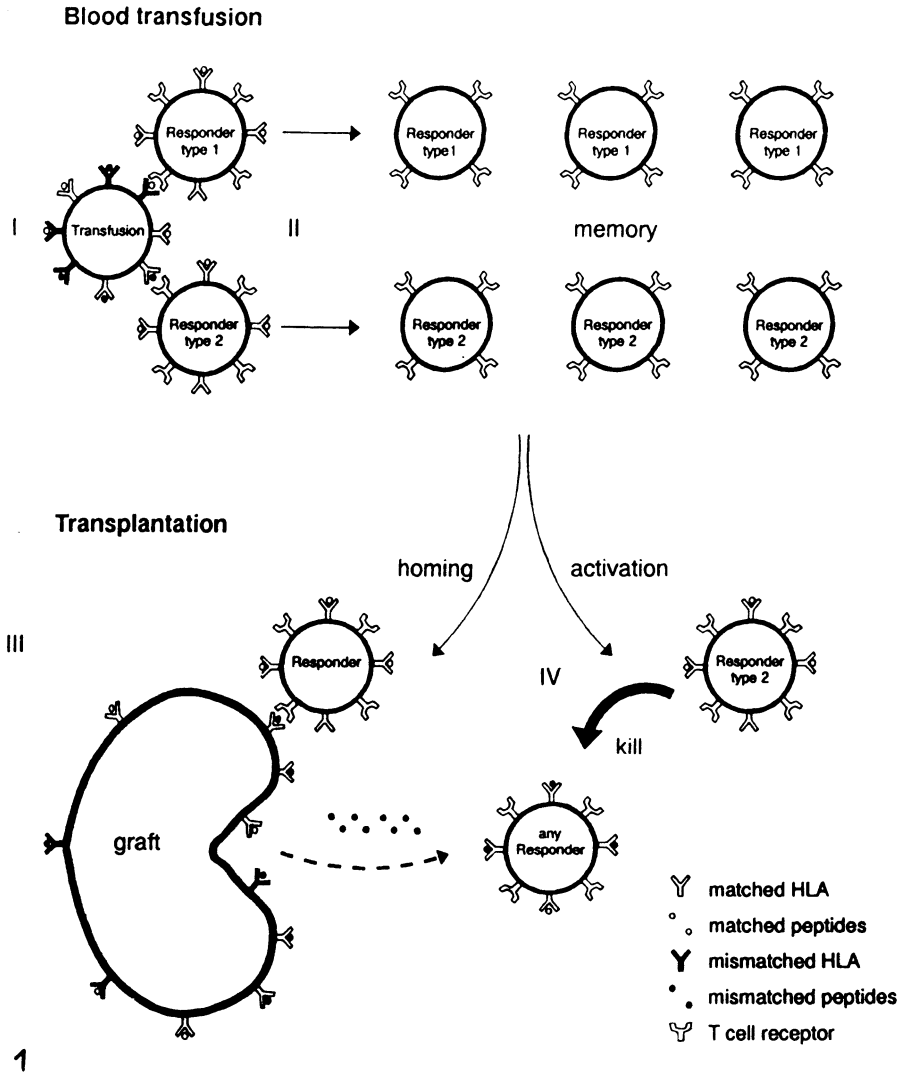 Blood transfusion
Responder
type 1
Responder
type1
Responder
type 1
Responder
type 1
I
Transfusion
II
memory
Responder
type 2
Responder
type 2
Responder
type 2
Responder
type 2
Transplantation
homing
activation
III
Responder
IV
Responder
type 2
kill
graft
any
Responder
matched HLA
matched peptides
mismatched HLA
mismatched peptides
T cell receptor
1